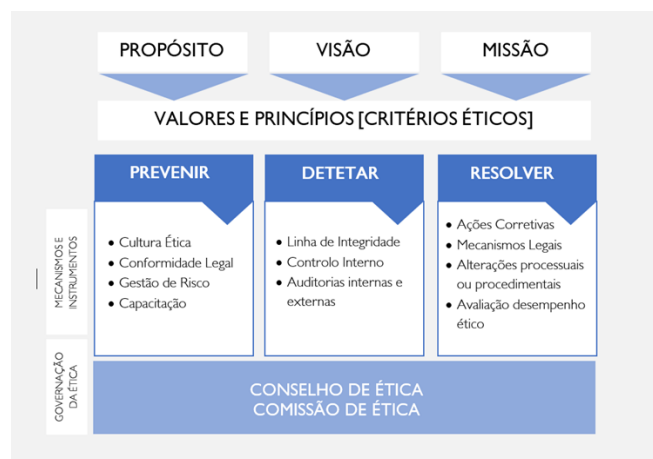 PROPÓSITO
VISÃO
MISSÃO
VALORES E PRINCÍPIOS [CRITÉRIOS ÉTICOS]
PREVENIR
DETETAR
RESOLVER
MECANISMOS E
INSTRUMENTOS
• Cultura Ética
• Conformidade Legal
• Gestão de Risco
• Capacitação
• Linha de Integridade
• Controlo Interno
• Auditorias internas e
externas
• Ações Corretivas
• Mecanismos Legais
• Alterações processuais
ou procedimentais
• Avaliação desempenho
ético
GOVERNAÇÃO
DA ÉTICA
CONSELHO DE ÉTICA
COMISSÃO DE ÉTICA